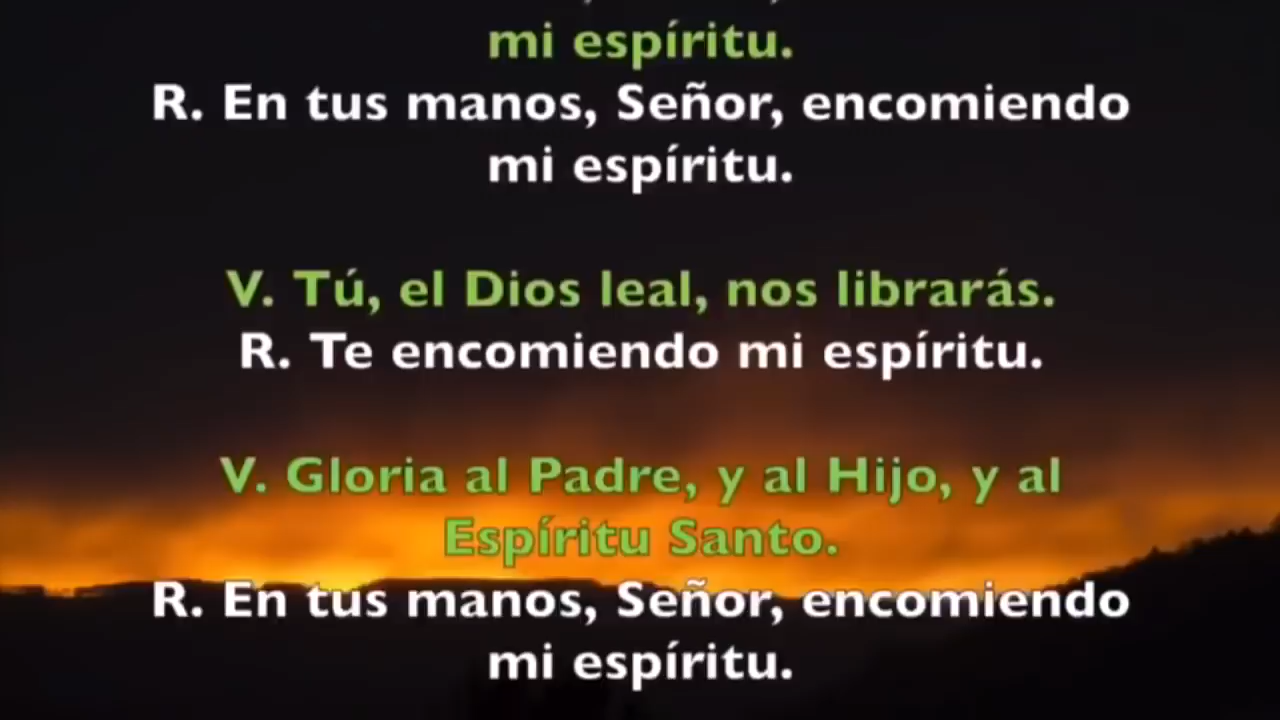 mi espíritu.
R. En tus manos, Señor, encomiendo
mi espíritu.
V. Tú, el Dios leal, nos librarás.
R. Te encomiendo mi espíritu.
V. Gloria al Padre, y al Hijo, y al
Espíritu Santo.
R. En tus manos, Señor, encomiendo
mi espíritu.